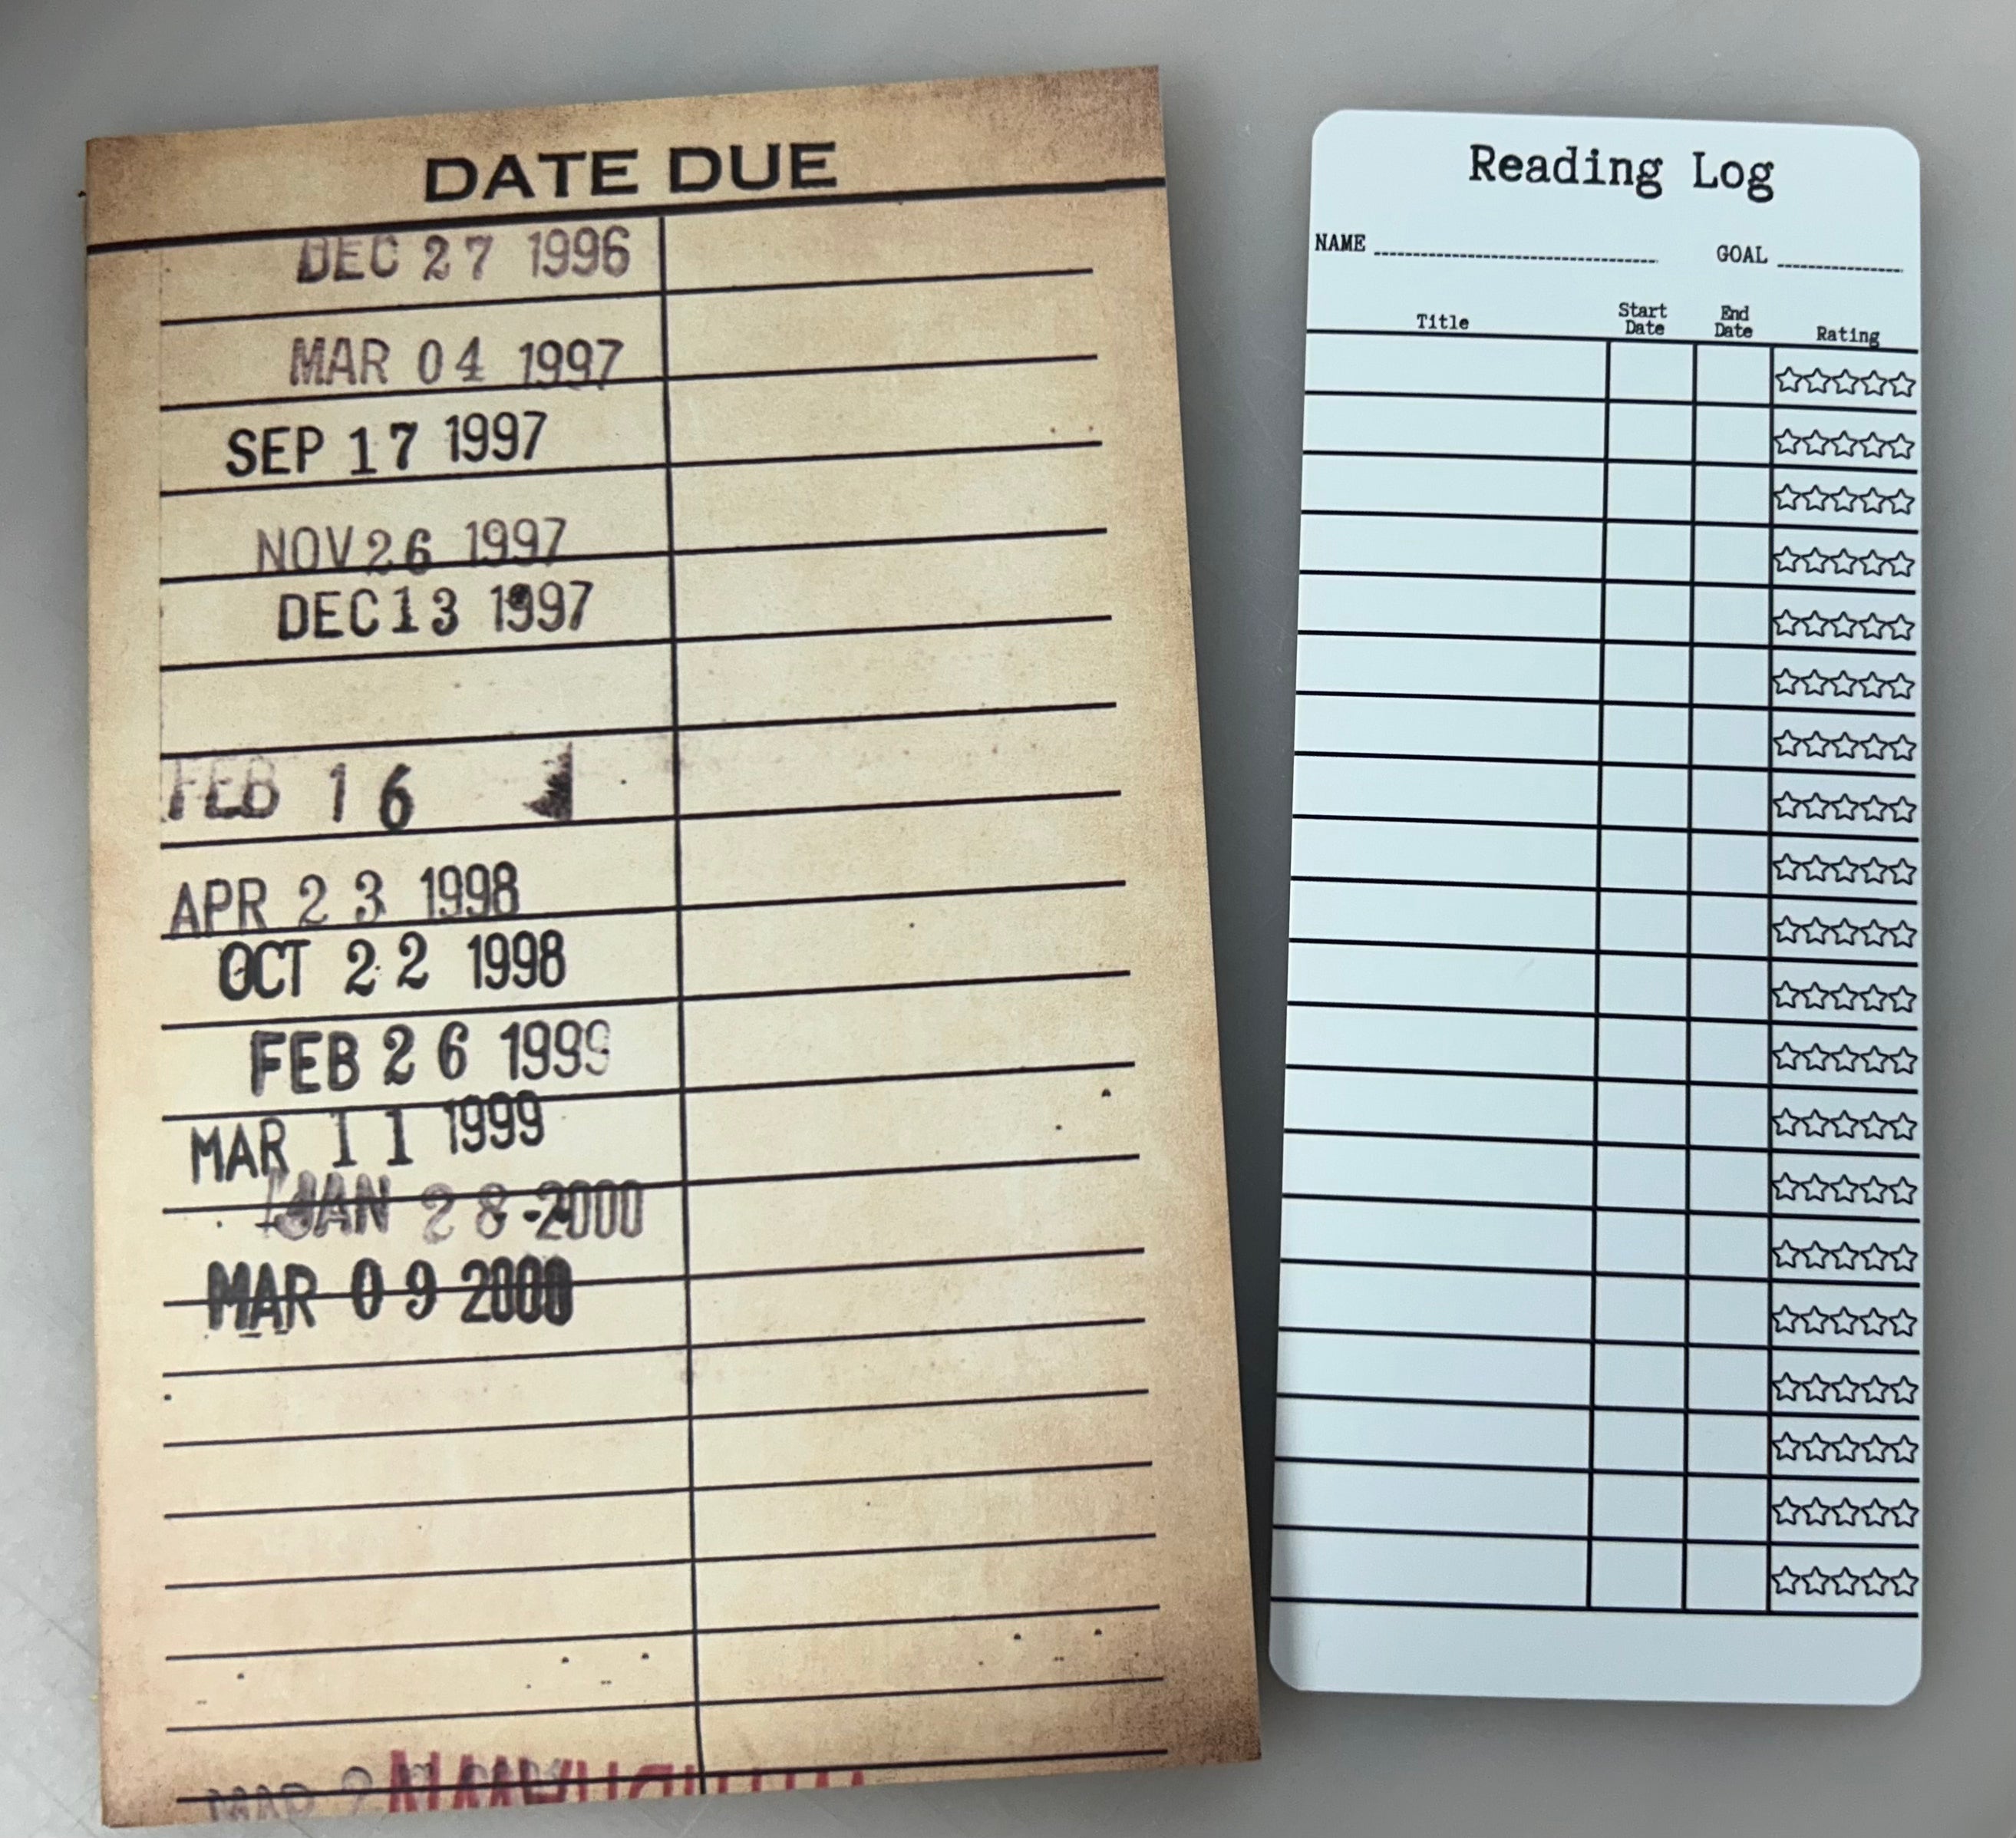 DATE DUE
DEC 27 1996
MAR 04 1997
SEP 17 1997
NOV 26 1997
DEC 13 1997
FEB 16
APR 23 1998
OCT 22 1998
FEB 26 1999
MAR 11 1999
JAN 28 2000
MAR 09 2000
MAR 2
Reading Log
NAME GOAL
Title Start Date End Date Rating